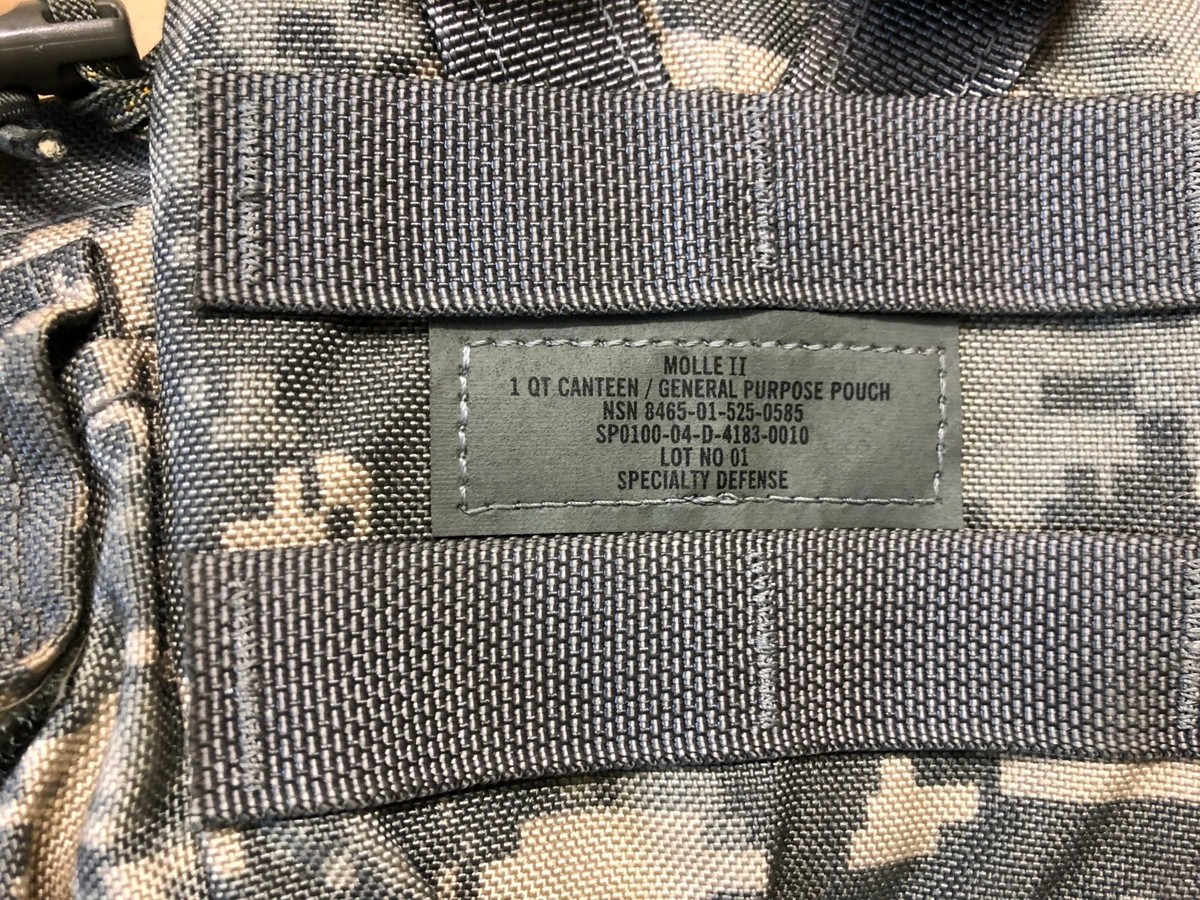 MOLLE II
1 QT CANTEEN / GENERAL PURPOSE POUCH
NSN 8465-01-525-0585
SP0100-04-D-4183-0010
LOT NO 01
SPECIALTY DEFENSE